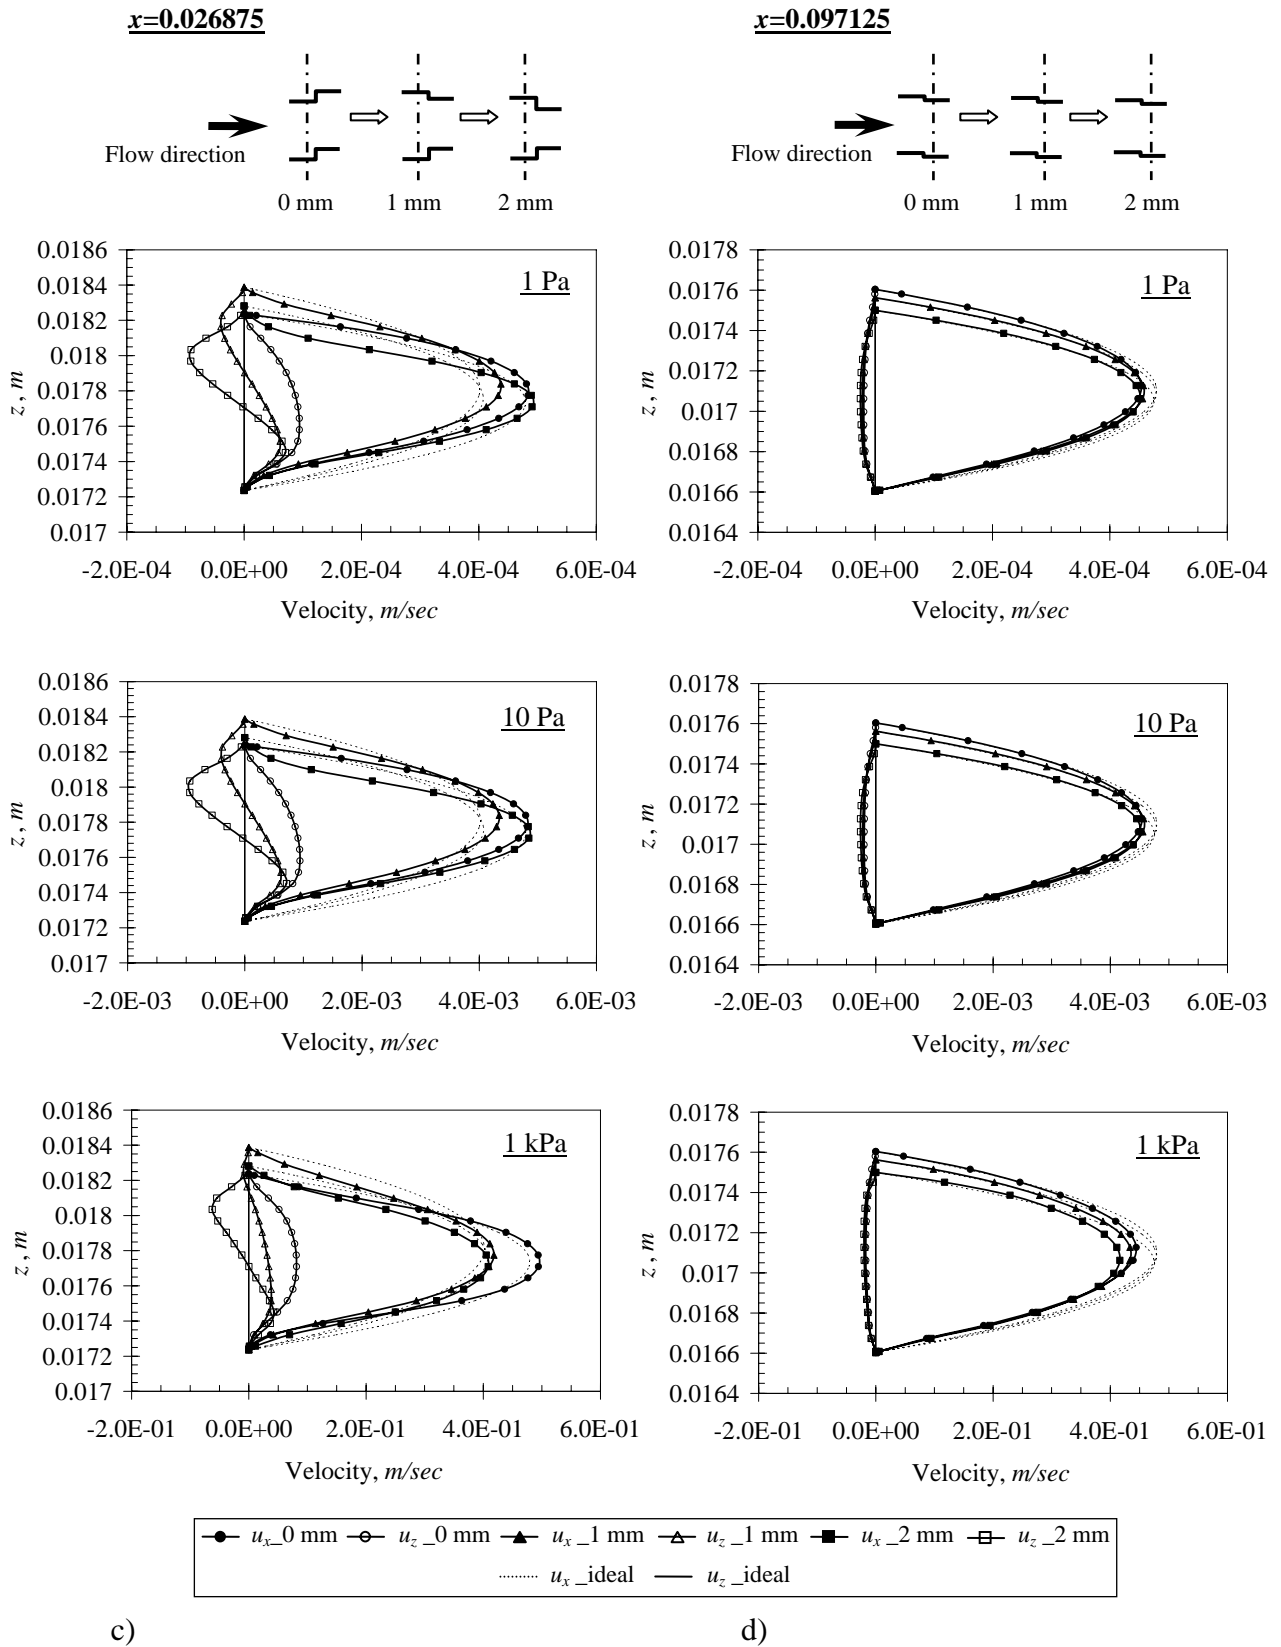 x=0.026875
x=0.097125
Flow direction
0 mm 1 mm 2 mm
Flow direction
0 mm 1 mm 2 mm
0.0186
0.0184
0.0182
0.018
0.0178
0.0176
0.0174
0.0172
0.017
z , m
1 Pa
-2.0E-04 0.0E+00 2.0E-04 4.0E-04 6.0E-04
Velocity, m/sec
0.0178
0.0176
0.0174
0.0172
0.017
0.0168
0.0166
0.0164
z , m
1 Pa
-2.0E-04 0.0E+00 2.0E-04 4.0E-04 6.0E-04
Velocity, m/sec
0.0186
0.0184
0.0182
0.018
0.0178
0.0176
0.0174
0.0172
0.017
z , m
10 Pa
-2.0E-03 0.0E+00 2.0E-03 4.0E-03 6.0E-03
Velocity, m/sec
0.0178
0.0176
0.0174
0.0172
0.017
0.0168
0.0166
0.0164
z , m
10 Pa
-2.0E-03 0.0E+00 2.0E-03 4.0E-03 6.0E-03
Velocity, m/sec
0.0186
0.0184
0.0182
0.018
0.0178
0.0176
0.0174
0.0172
0.017
z , m
1 kPa
-2.0E-01 0.0E+00 2.0E-01 4.0E-01 6.0E-01
Velocity, m/sec
0.0178
0.0176
0.0174
0.0172
0.017
0.0168
0.0166
0.0164
z , m
1 kPa
-2.0E-01 0.0E+00 2.0E-01 4.0E-01 6.0E-01
Velocity, m/sec
ux_0 mm uz_0 mm ux_1 mm uz_1 mm ux_2 mm uz_2 mm
ux_ideal uz_ideal
c)
d)